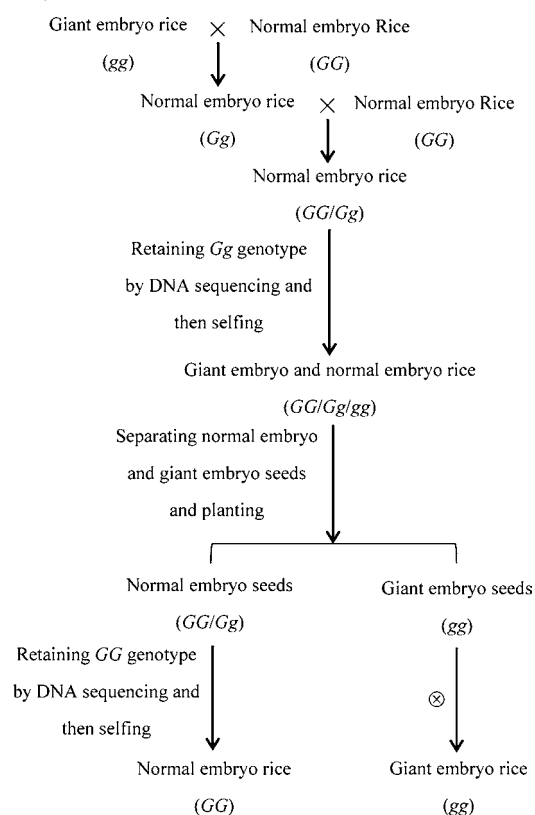 Giant embryo rice × Normal embryo Rice
(gg) (GG)
Normal embryo rice × Normal embryo Rice
(Gg) (GG)
Normal embryo rice
(GG/Gg)
Retaining Gg genotype
by DNA sequencing and
then selfing
Giant embryo and normal embryo rice
(GG/Gg/gg)
Separating normal embryo
and giant embryo seeds
and planting
Normal embryo seeds Giant embryo seeds
(GG/Gg) (gg)
Retaining GG genotype
by DNA sequencing and
then selfing
⊗
Normal embryo rice Giant embryo rice
(GG) (gg)